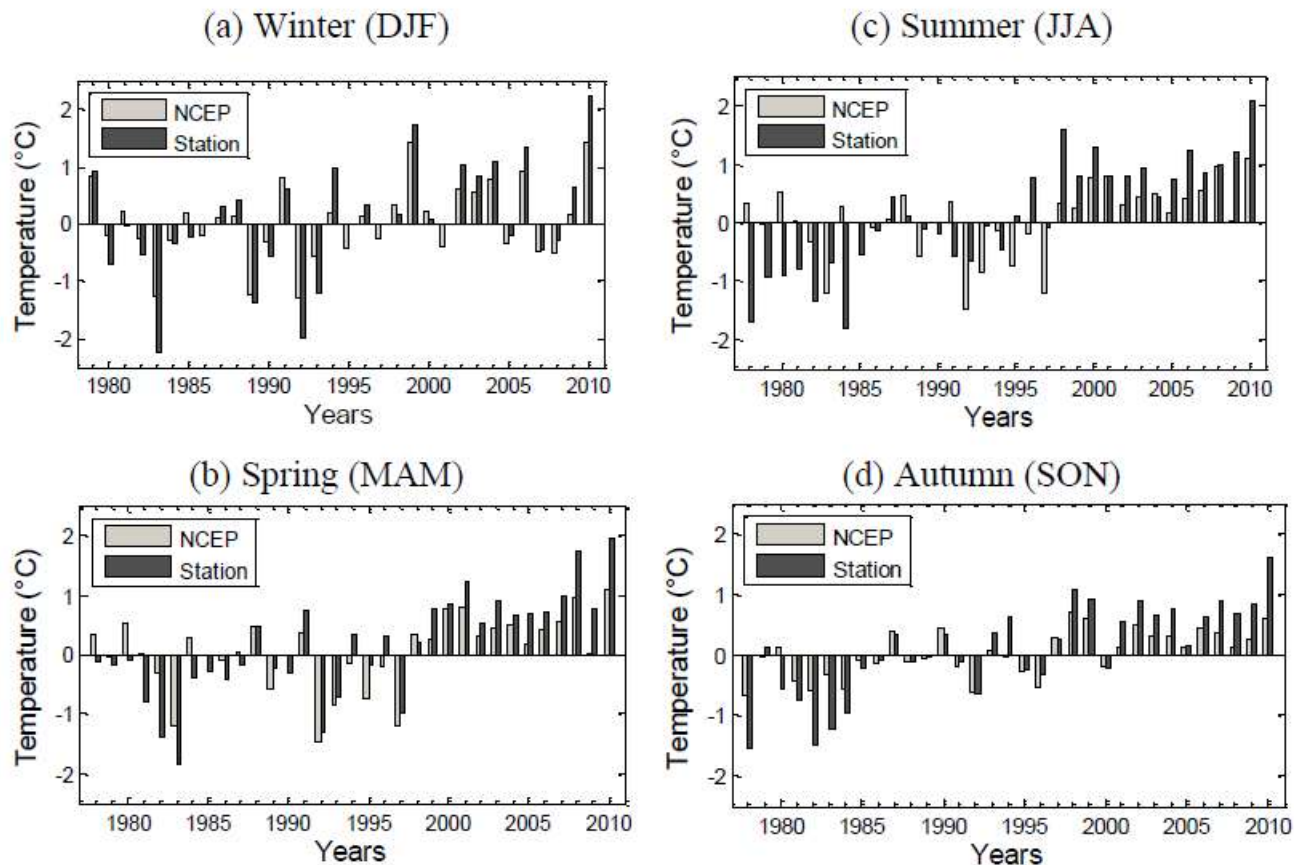 (a) Winter (DJF)
2
1
0
-1
-2
Temperature (°C)
NCEP
Station
1980 1985 1990 1995 2000 2005 2010
Years
(c) Summer (JJA)
2
1
0
-1
-2
Temperature (°C)
NCEP
Station
1980 1985 1990 1995 2000 2005 2010
Years
(b) Spring (MAM)
2
1
0
-1
-2
Temperature (°C)
NCEP
Station
1980 1985 1990 1995 2000 2005 2010
Years
(d) Autumn (SON)
2
1
0
-1
-2
Temperature (°C)
NCEP
Station
1980 1985 1990 1995 2000 2005 2010
Years